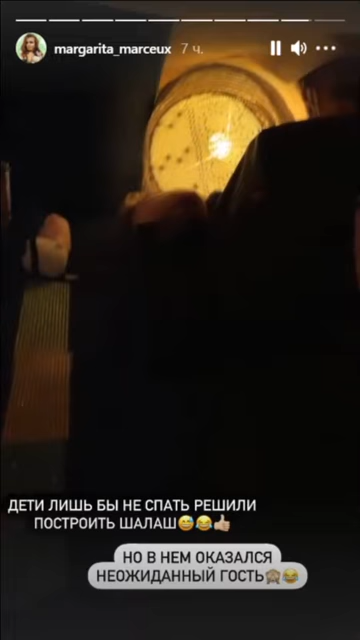 margarita_marceux 7 ч.
ДЕТИ ЛИШЬ БЫ НЕ СПАТЬ РЕШИЛИ
ПОСТРОИТЬ ШАЛАШ😅😂👍🏻
НО В НЕМ ОКАЗАЛСЯ
НЕОЖИДАННЫЙ ГОСТЬ🙈😂